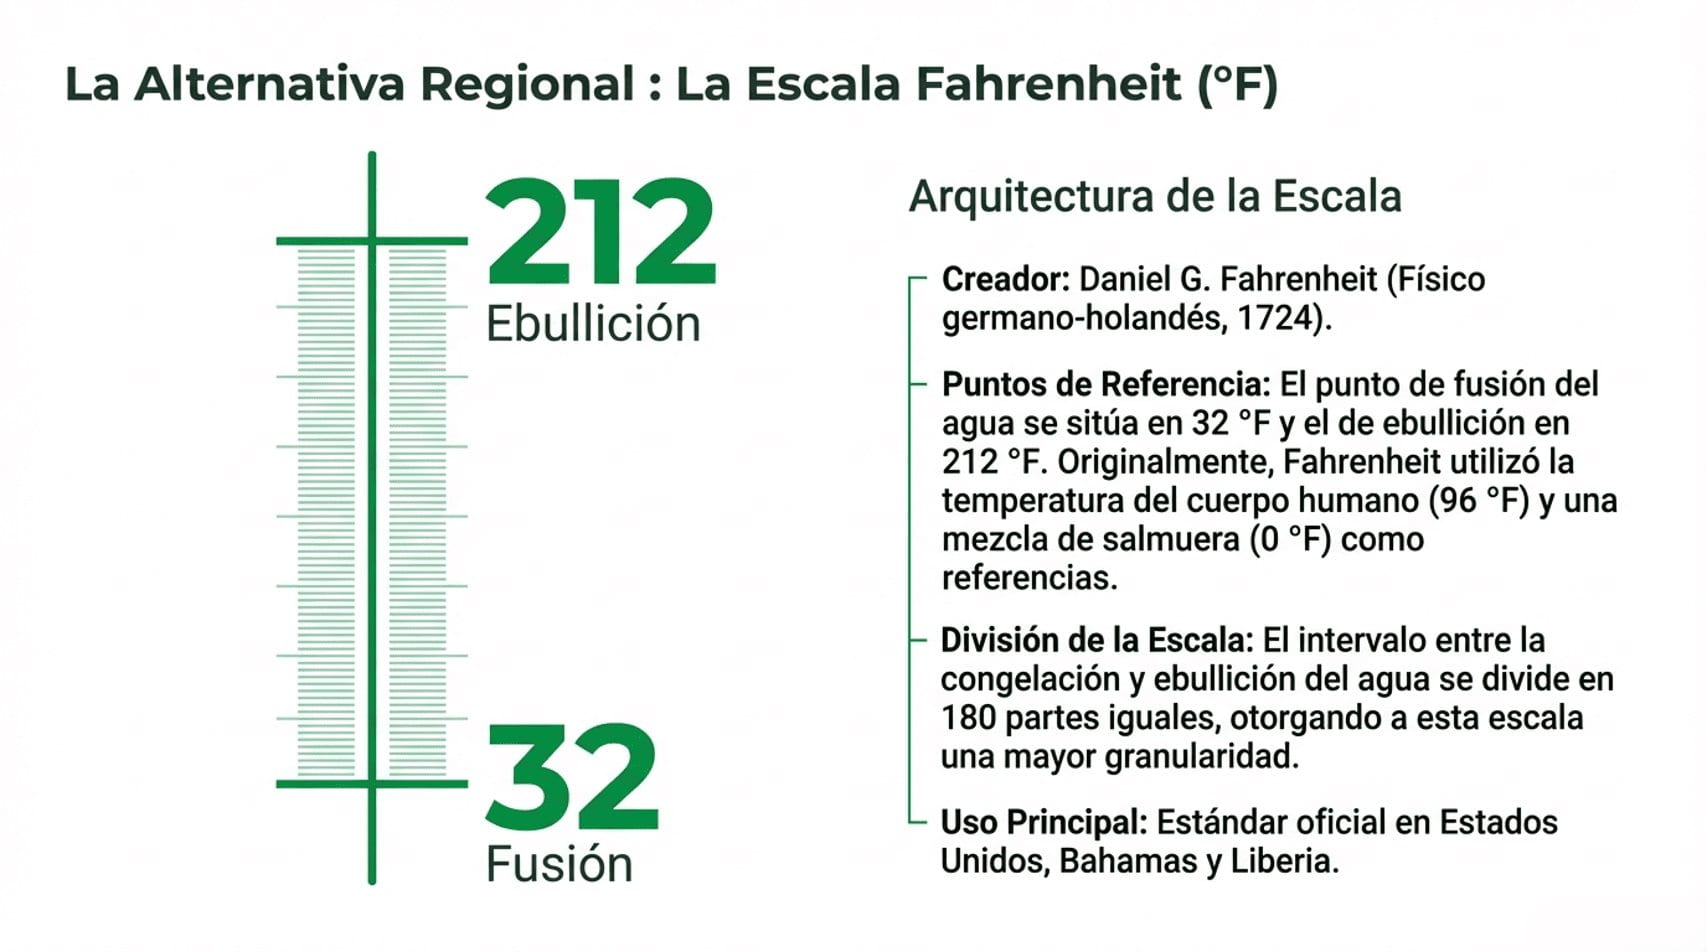 La Alternativa Regional : La Escala Fahrenheit (°F)
212
Ebullición
32
Fusión
Arquitectura de la Escala
Creador: Daniel G. Fahrenheit (Físico
germano-holandés, 1724).
Puntos de Referencia: El punto de fusión del
agua se sitúa en 32 °F y el de ebullición en
212 °F. Originalmente, Fahrenheit utilizó la
temperatura del cuerpo humano (96 °F) y una
mezcla de salmuera (0 °F) como
referencias.
División de la Escala: El intervalo entre la
congelación y ebullición del agua se divide en
180 partes iguales, otorgando a esta escala
una mayor granularidad.
Uso Principal: Estándar oficial en Estados
Unidos, Bahamas y Liberia.